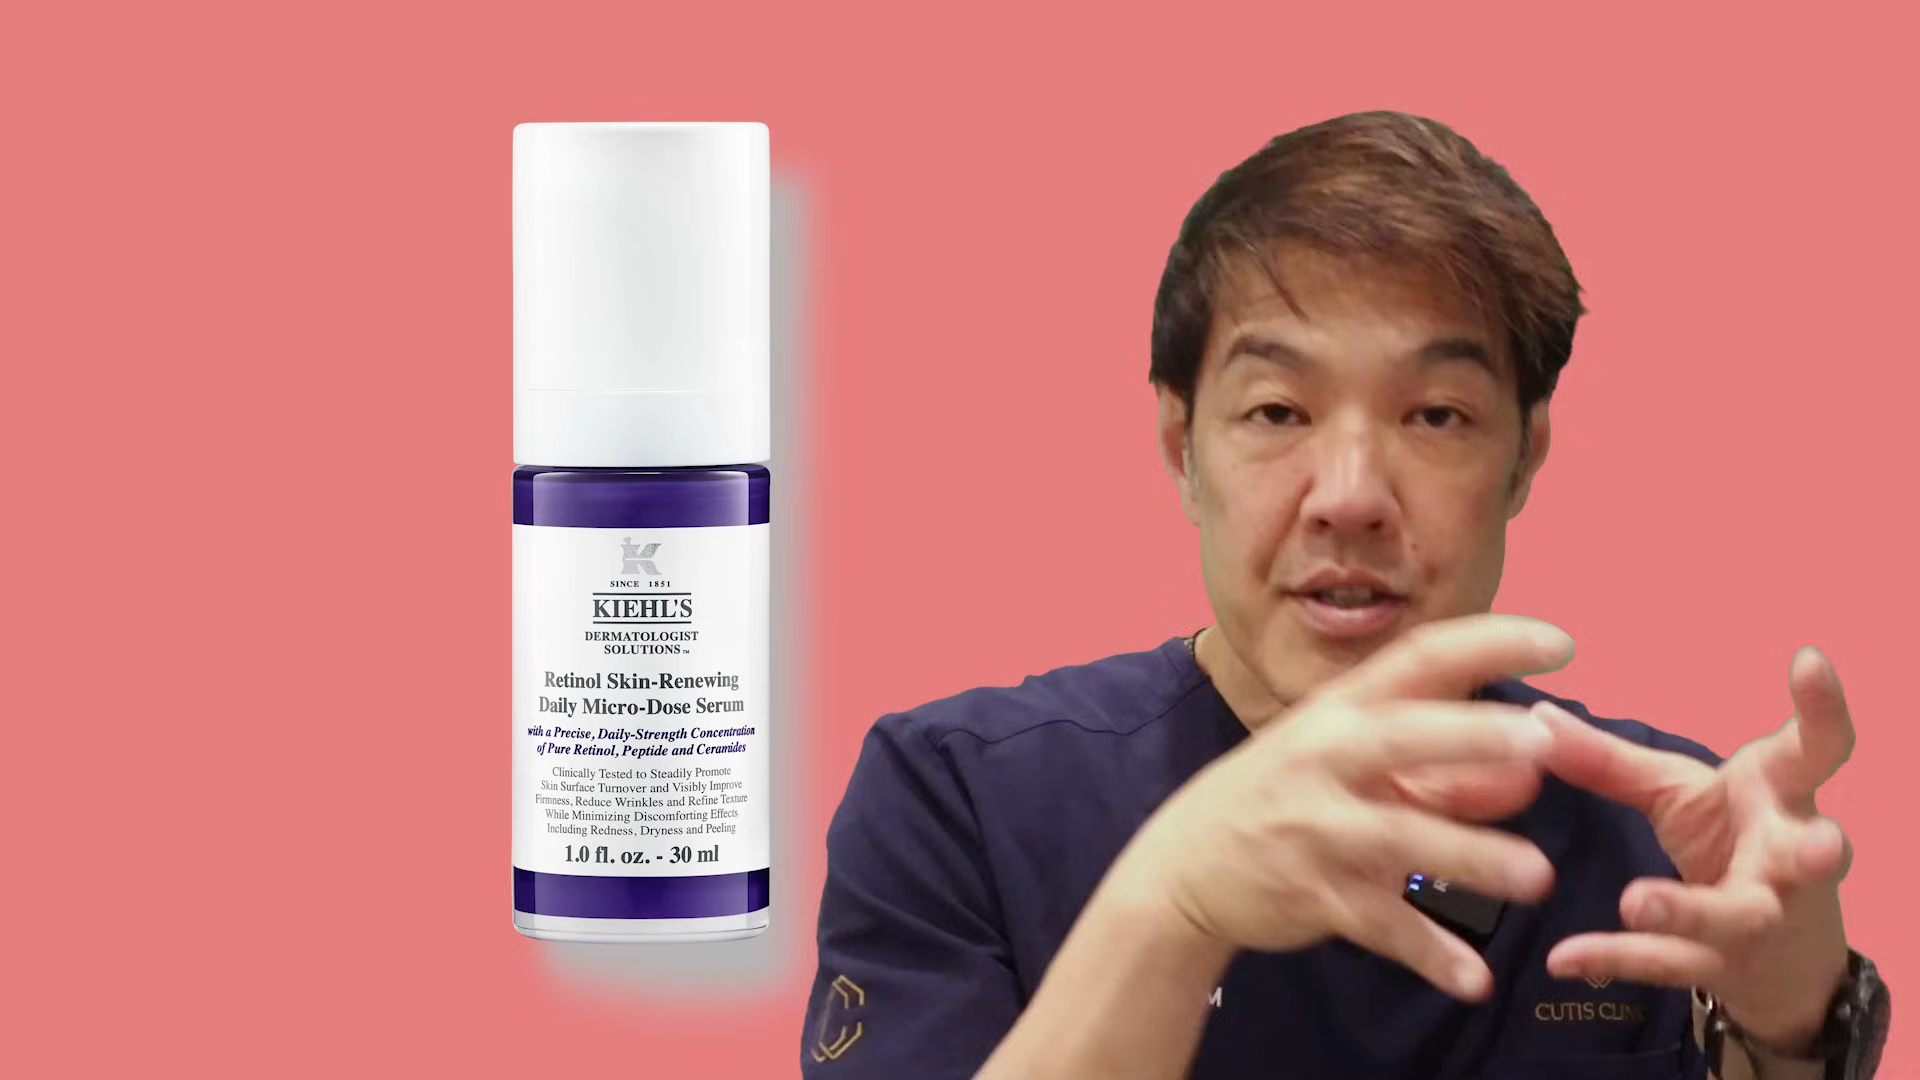 K
SINCE 1851
KIEHL'S
DERMATOLOGIST
SOLUTIONS™
Retinol Skin-Renewing
Daily Micro-Dose Serum
with a Precise, Daily-Strength Concentration
of Pure Retinol, Peptide and Ceramides
Clinically Tested to Steadily Promote
Skin Surface Turnover and Visibly Improve
Firmness, Reduce Wrinkles and Refine Texture
While Minimizing Discomforting Effects
Including Redness, Dryness and Peeling
1.0 fl. oz. - 30 ml
CUTIS